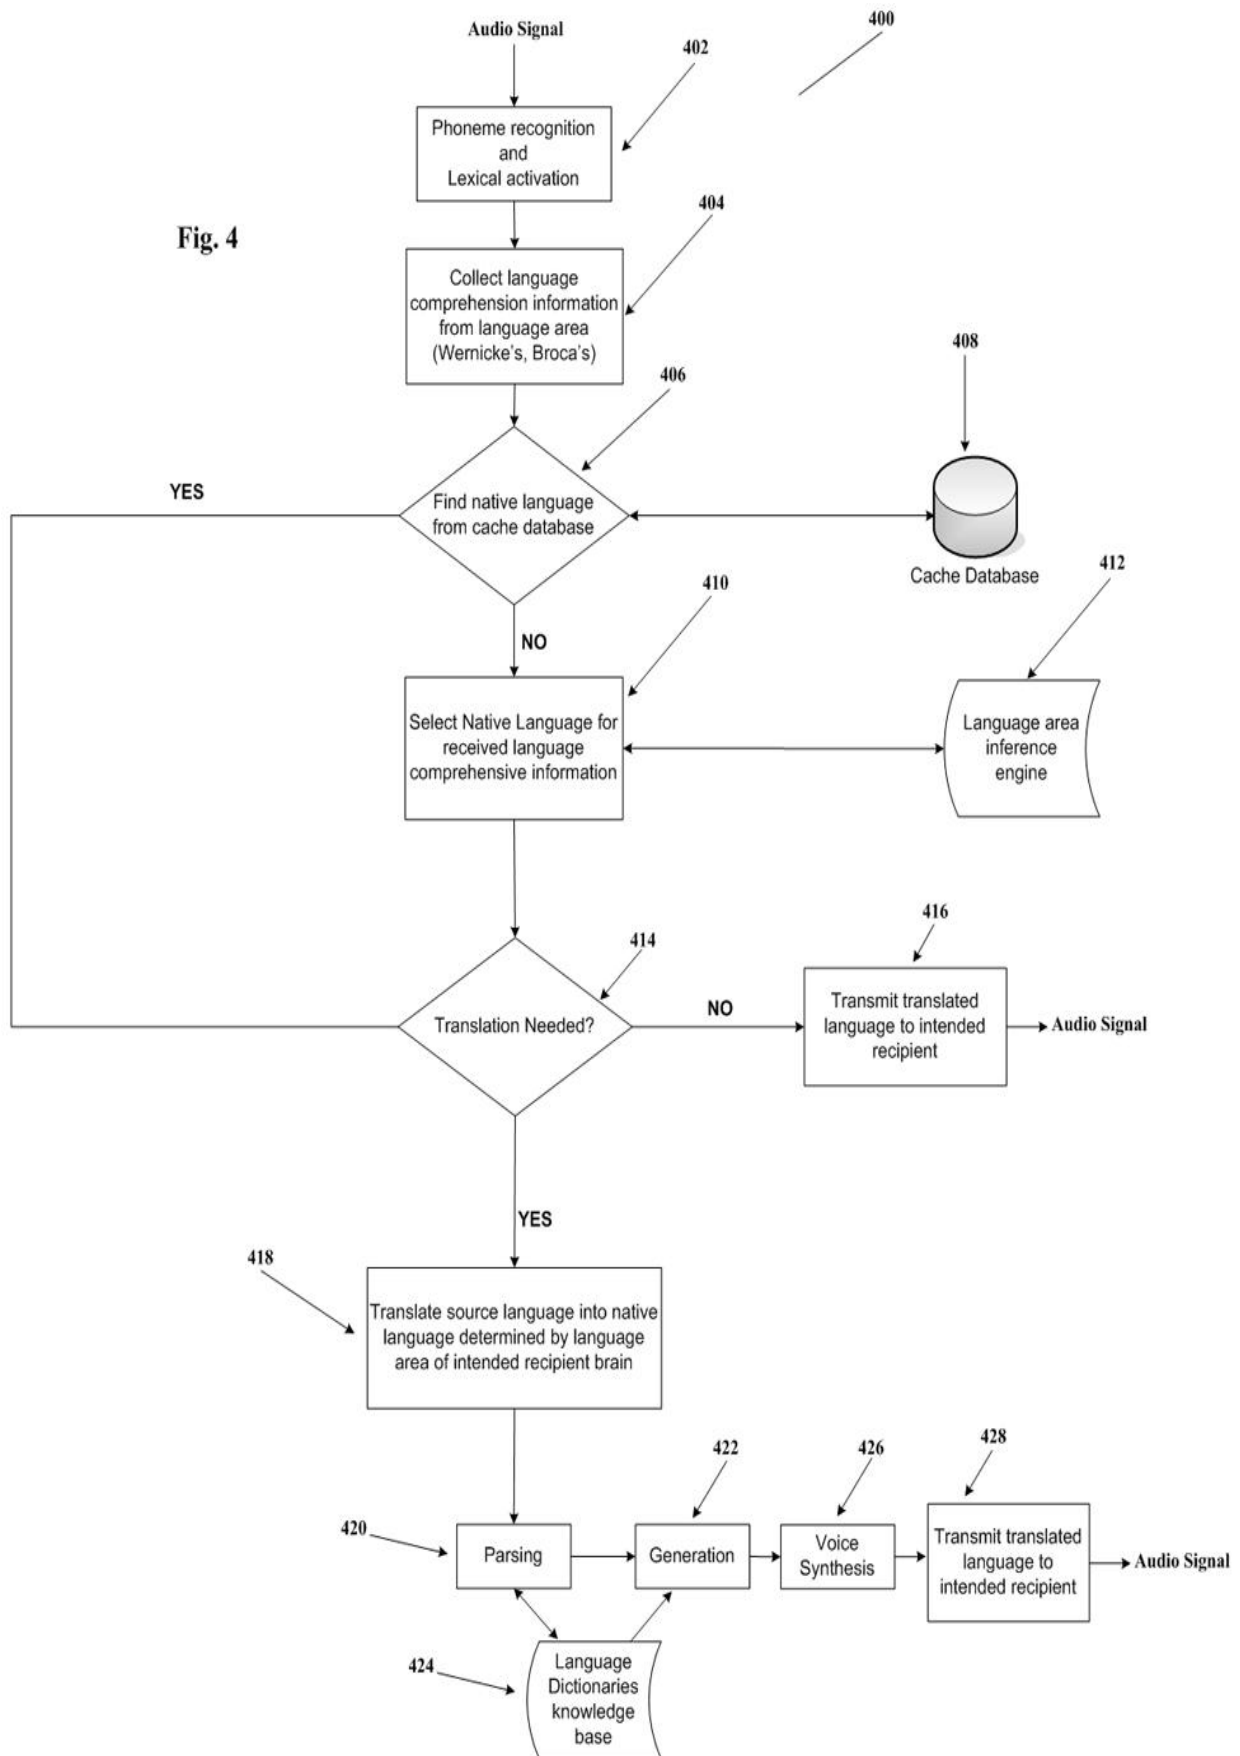 Audio Signal
400
402
Phoneme recognition
and
Lexical activation
404
Fig. 4
Collect language
comprehension information
from language area
(Wernicke's, Broca's)
406
408
YES
Find native language
from cache database
Cache Database
412
410
NO
Select Native Language for
received language
comprehensive information
Language area
inference
engine
414
416
Translation Needed?
NO
Transmit translated
language to intended
recipient
Audio Signal
YES
418
Translate source language into native
language determined by language
area of intended recipient brain
422
426
428
420
Parsing
Generation
Voice
Synthesis
Transmit translated
language to
intended recipient
Audio Signal
424
Language
Dictionaries
knowledge
base